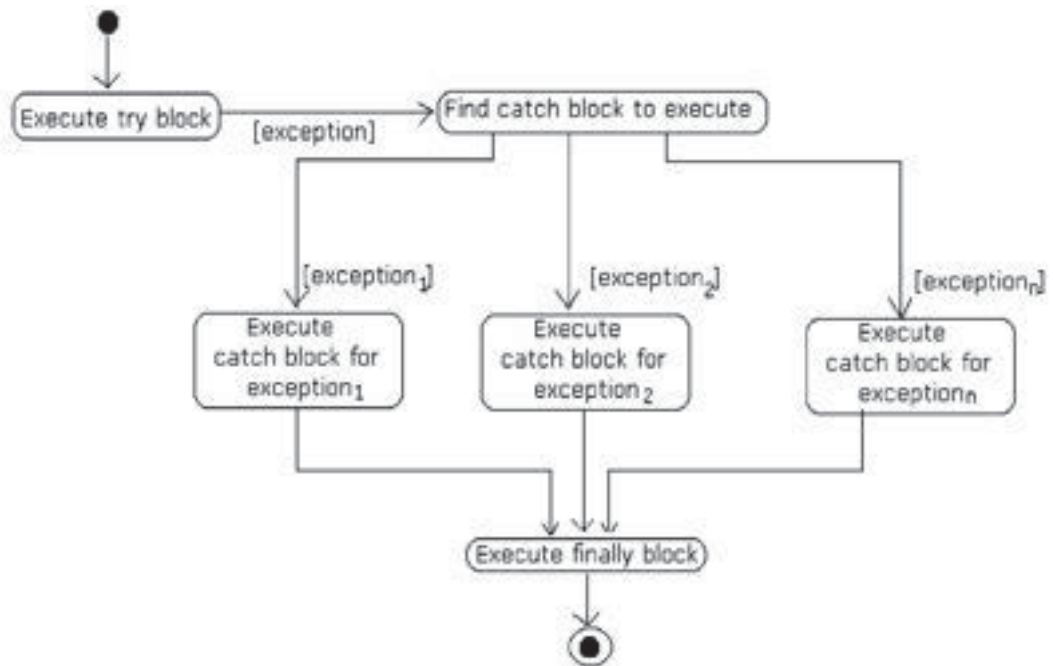 Execute try block
[exception]
Find catch block to execute
[exception₁]
[exception₂]
[exceptionₙ]
Execute
catch block for
exception₁
Execute
catch block for
exception₂
Execute
catch block for
exceptionₙ
Execute finally block